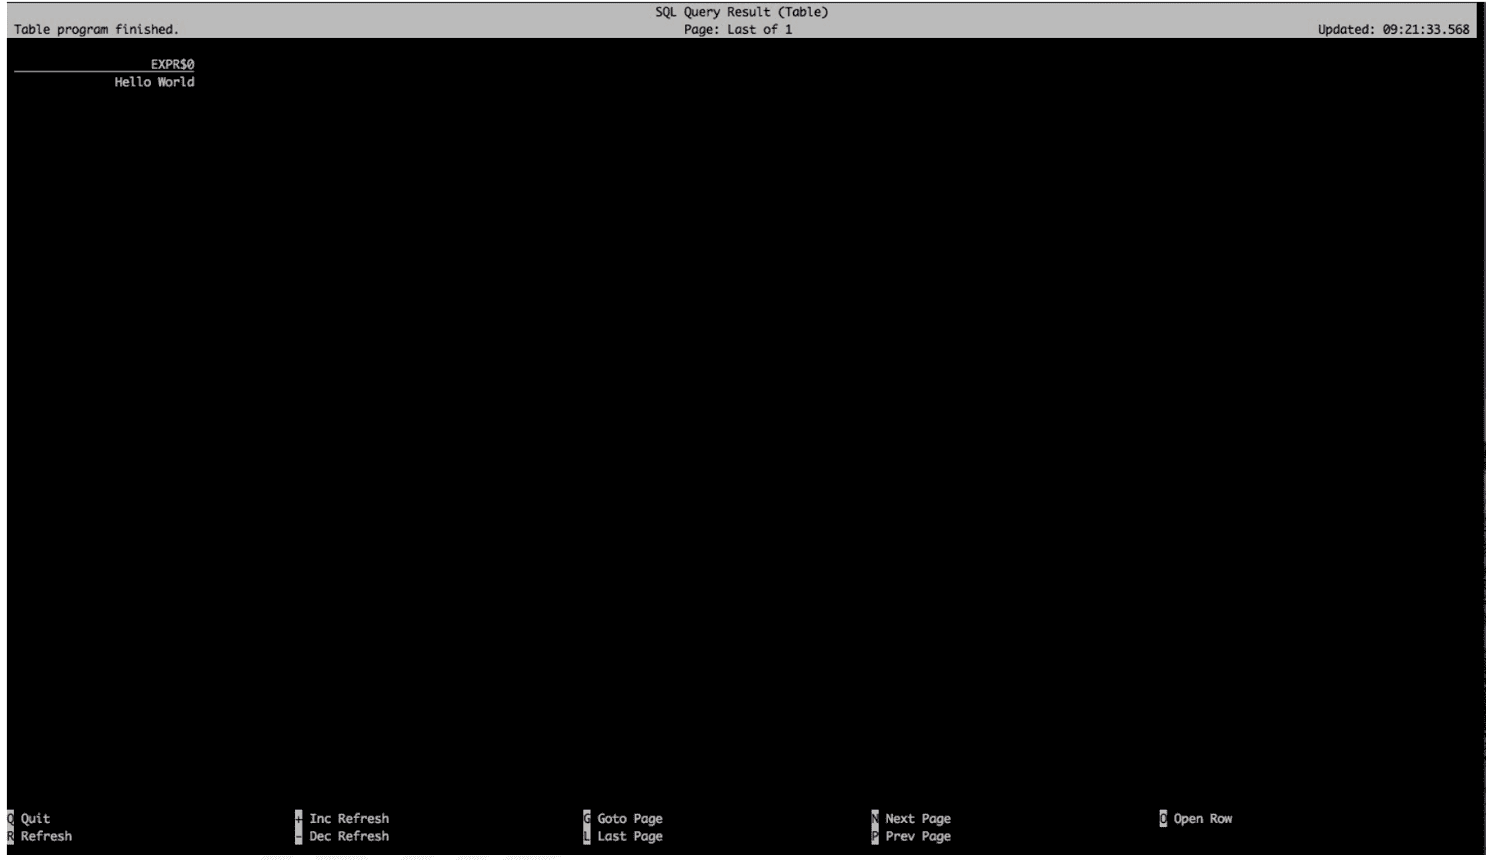 SQL Query Result (Table)
Table program finished. Page: Last of 1 Updated: 09:21:33.568
EXPR$0
Hello World
Q Quit + Inc Refresh G Goto Page N Next Page O Open Row
R Refresh - Dec Refresh L Last Page P Prev Page